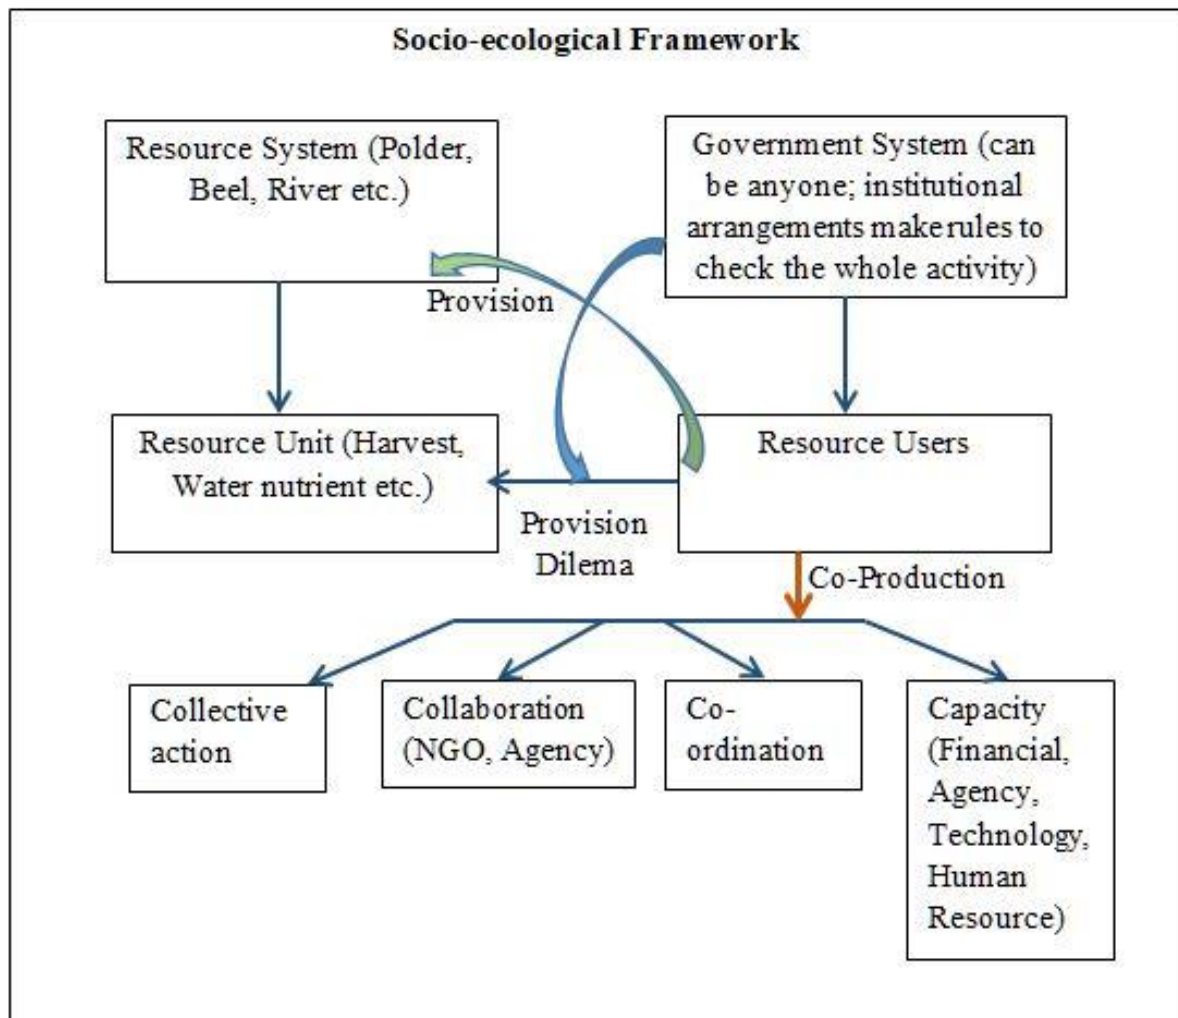 Socio-ecological Framework
Resource System (Polder,
Beel, River etc.)
Government System (can
be anyone; institutional
arrangements make rules to
check the whole activity)
Provision
Resource Unit (Harvest,
Water nutrient etc.)
Resource Users
Provision
Dilema
Co-Production
Collective
action
Collaboration
(NGO, Agency)
Co-
ordination
Capacity
(Financial,
Agency,
Technology,
Human
Resource)